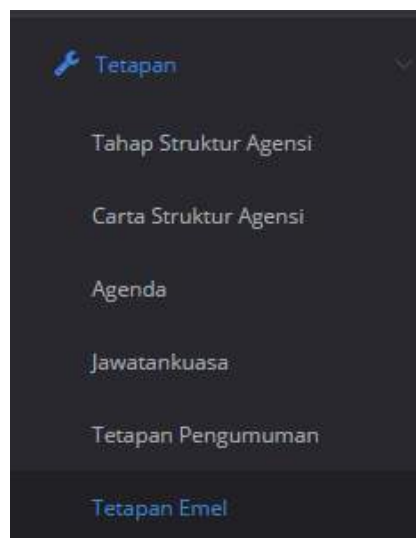 Tetapan
Tahap Struktur Agensi
Carta Struktur Agensi
Agenda
Jawatankuasa
Tetapan Pengumuman
Tetapan Emel